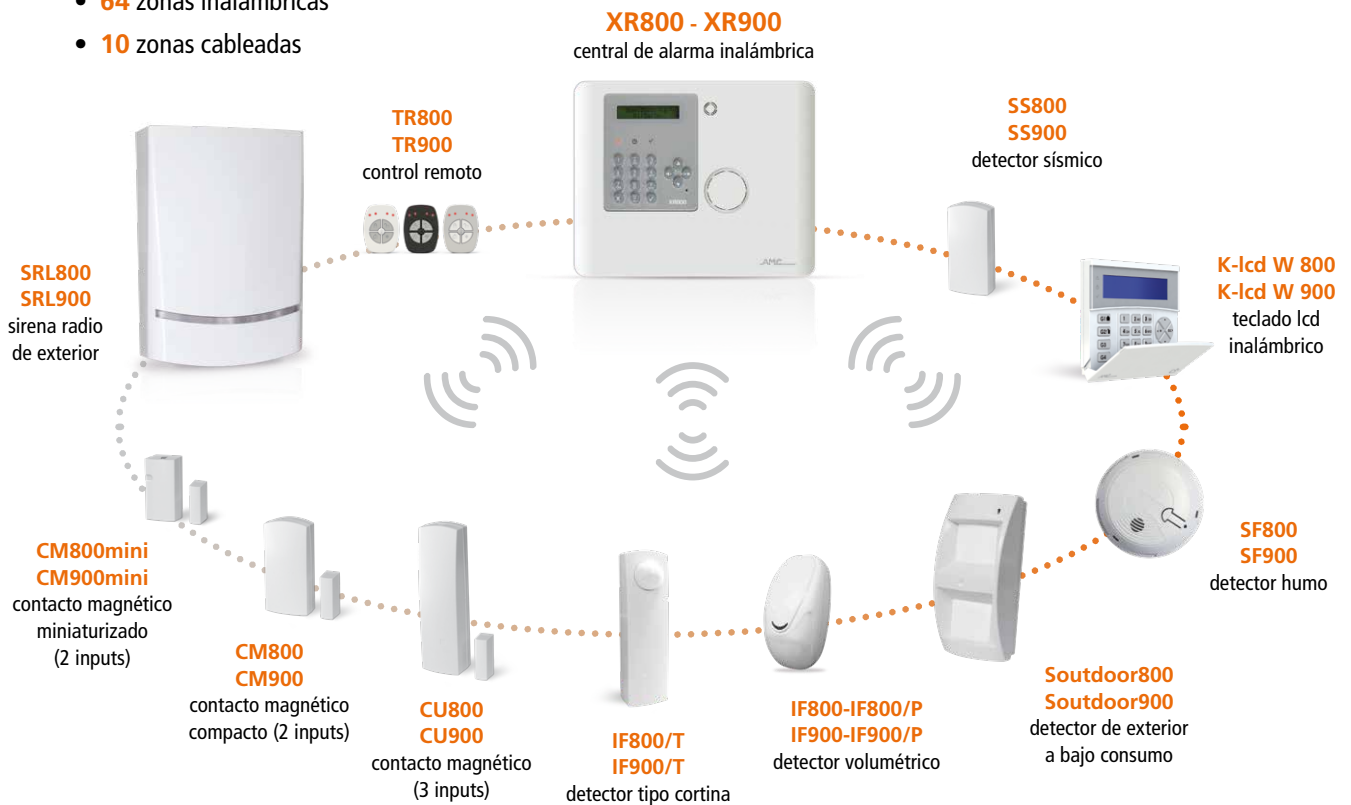 • 64 zonas inalámbricas
• 10 zonas cableadas
XR800 - XR900
central de alarma inalámbrica
TR800
TR900
control remoto
SS800
SS900
detector sísmico
SRL800
SRL900
sirena radio
de exterior
K-lcd W 800
K-lcd W 900
teclado lcd
inalámbrico
AMC
CM800mini
CM900mini
contacto magnético
miniaturizado
(2 inputs)
CM800
CM900
contacto magnético
compacto (2 inputs)
CU800
CU900
contacto magnético
(3 inputs)
IF800/T
IF900/T
detector tipo cortina
IF800-IF800/P
IF900-IF900/P
detector volumétrico
Soutdoor800
Soutdoor900
detector de exterior
a bajo consumo
SF800
SF900
detector humo